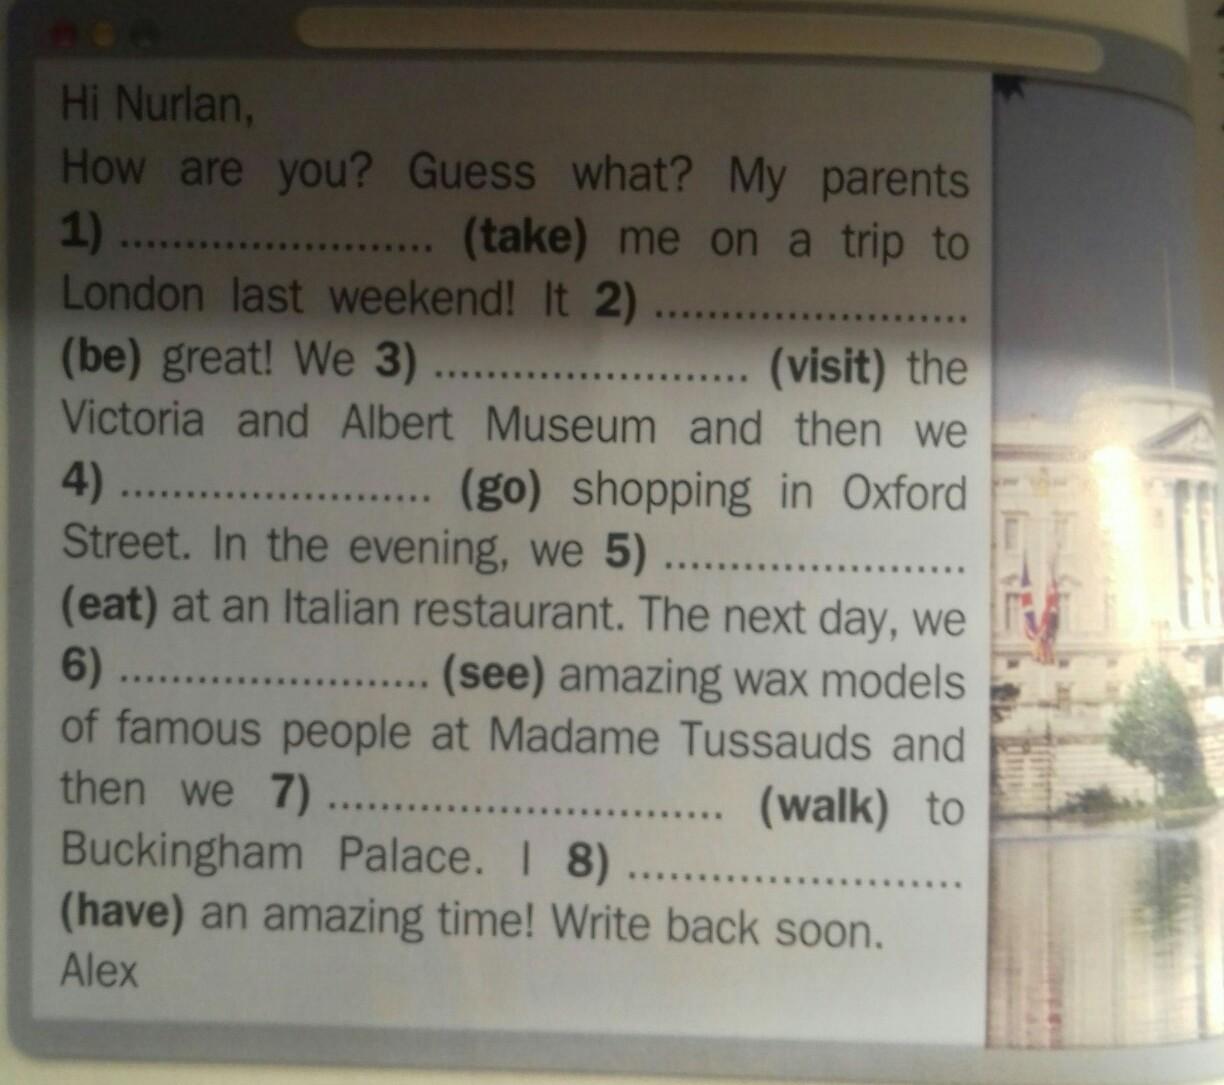 Hi Nurlan,
How are you? Guess what? My parents
1) ........................ (take) me on a trip to
London last weekend! It 2) ........................
(be) great! We 3) ........................ (visit) the
Victoria and Albert Museum and then we
4) ........................ (go) shopping in Oxford
Street. In the evening, we 5) ........................
(eat) at an Italian restaurant. The next day, we
6) ........................ (see) amazing wax models
of famous people at Madame Tussauds and
then we 7) .............................. (walk) to
Buckingham Palace. I 8) ..........................
(have) an amazing time! Write back soon.
Alex